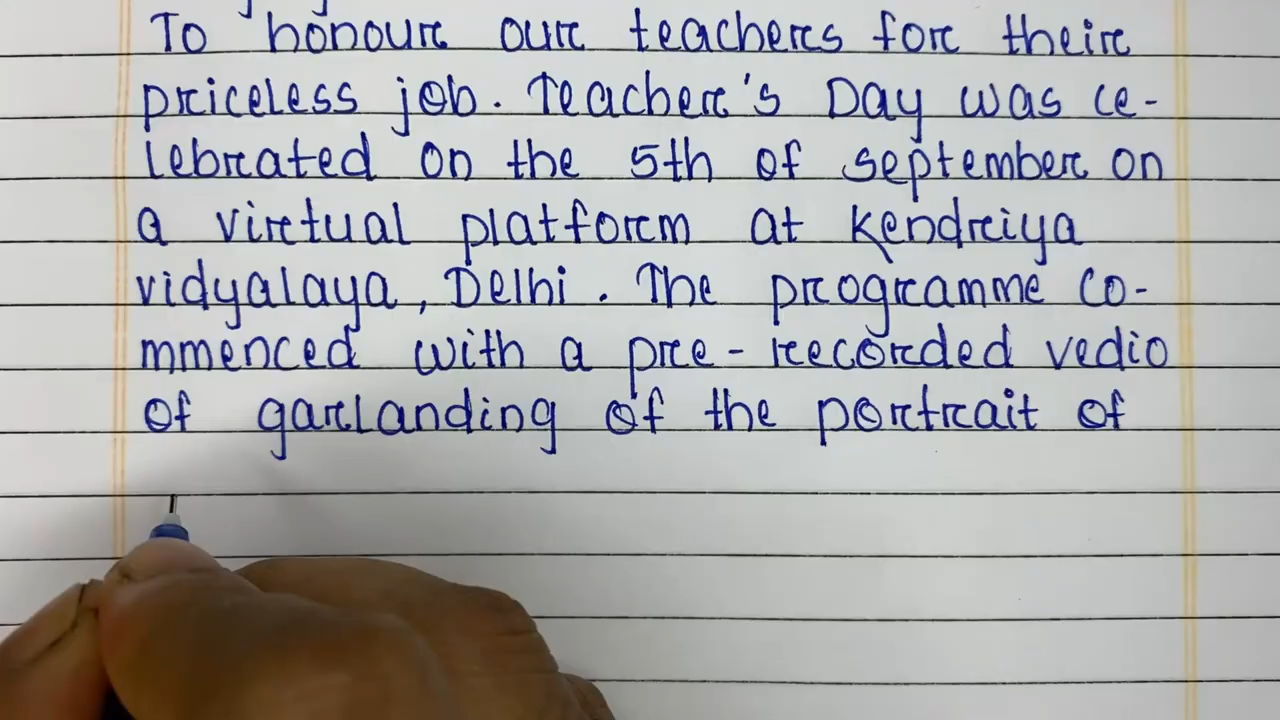 To honour our teachers for their
priceless job. Teacher's Day was ce-
lebrated on the 5th of september on
a virtual platform at Kendriya
vidyalaya, Delhi. The programme co-
mmenced with a pre-recorded vedio
of garlanding of the portrait of